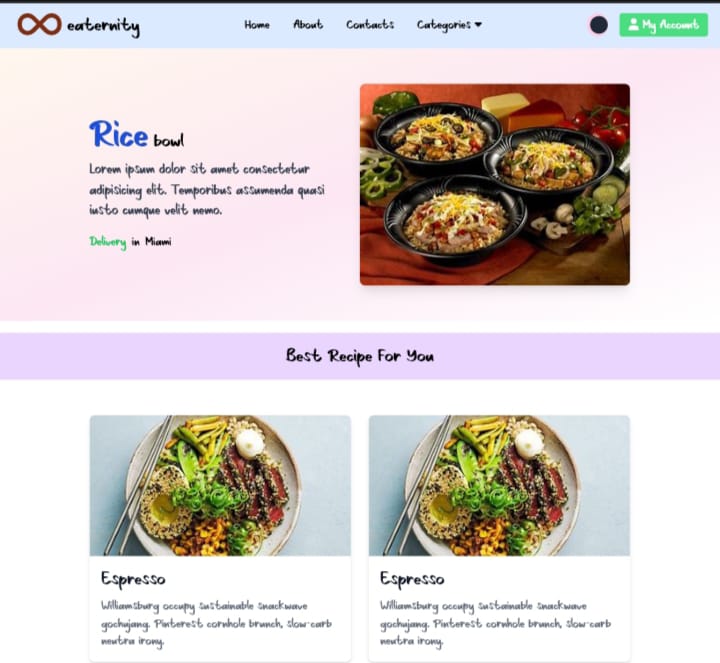 eaternity Home About Contacts Categories My Account
Rice bowl
Lorem ipsum dolor sit amet consectetur
adipisicing elit. Temporibus assumenda quasi
iusto cumque velit nemo.
Delivery in Miami
Best Recipe For You
Espresso
Williamsburg occupy sustainable snackwave
gochujang. Pinterest cornhole brunch, slow-carb
neutra irony.
Espresso
Williamsburg occupy sustainable snackwave
gochujang. Pinterest cornhole brunch, slow-carb
neutra irony.